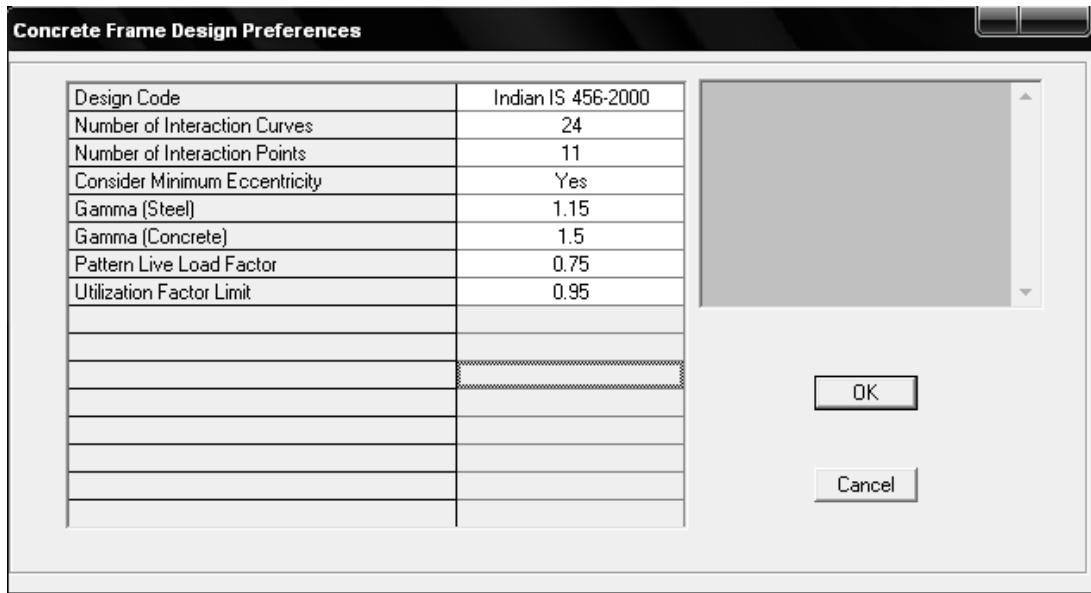 Concrete Frame Design Preferences
Design Code Indian IS 456-2000
Number of Interaction Curves 24
Number of Interaction Points 11
Consider Minimum Eccentricity Yes
Gamma (Steel) 1.15
Gamma (Concrete) 1.5
Pattern Live Load Factor 0.75
Utilization Factor Limit 0.95
OK
Cancel